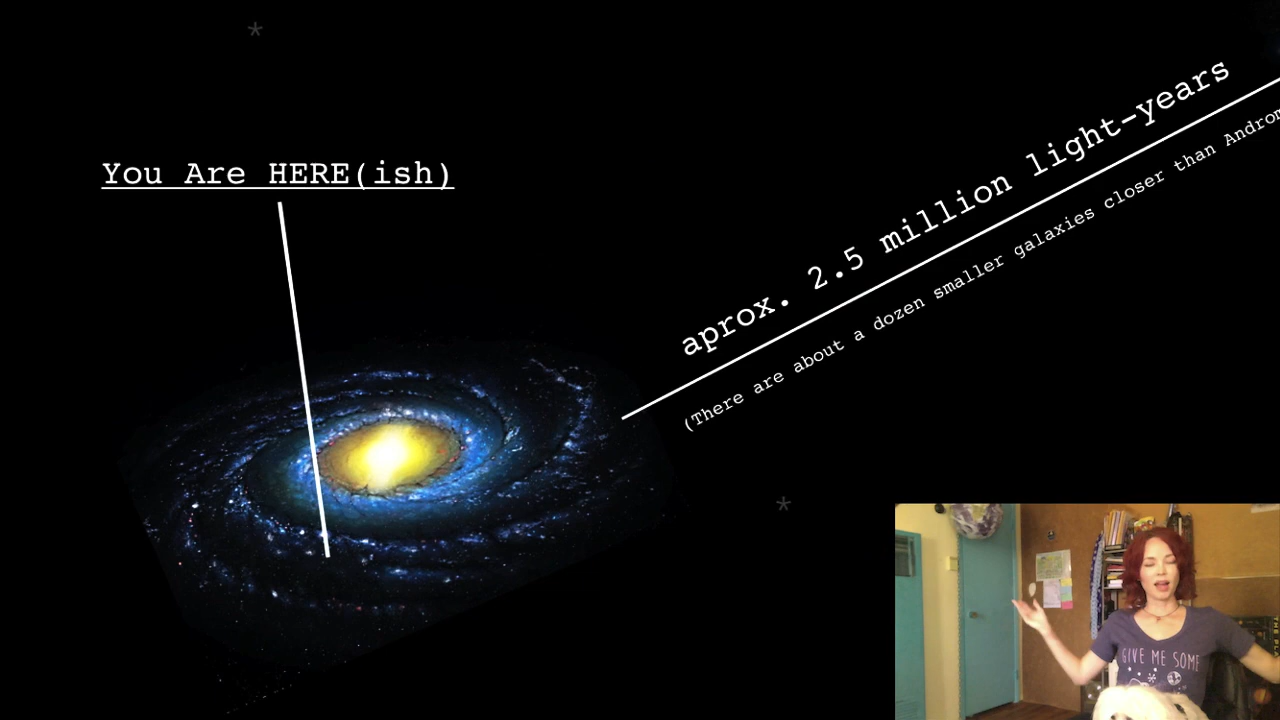 You Are HERE(ish)
aprox. 2.5 million light-years
(There are about a dozen smaller galaxies closer than
GIVE ME SOME